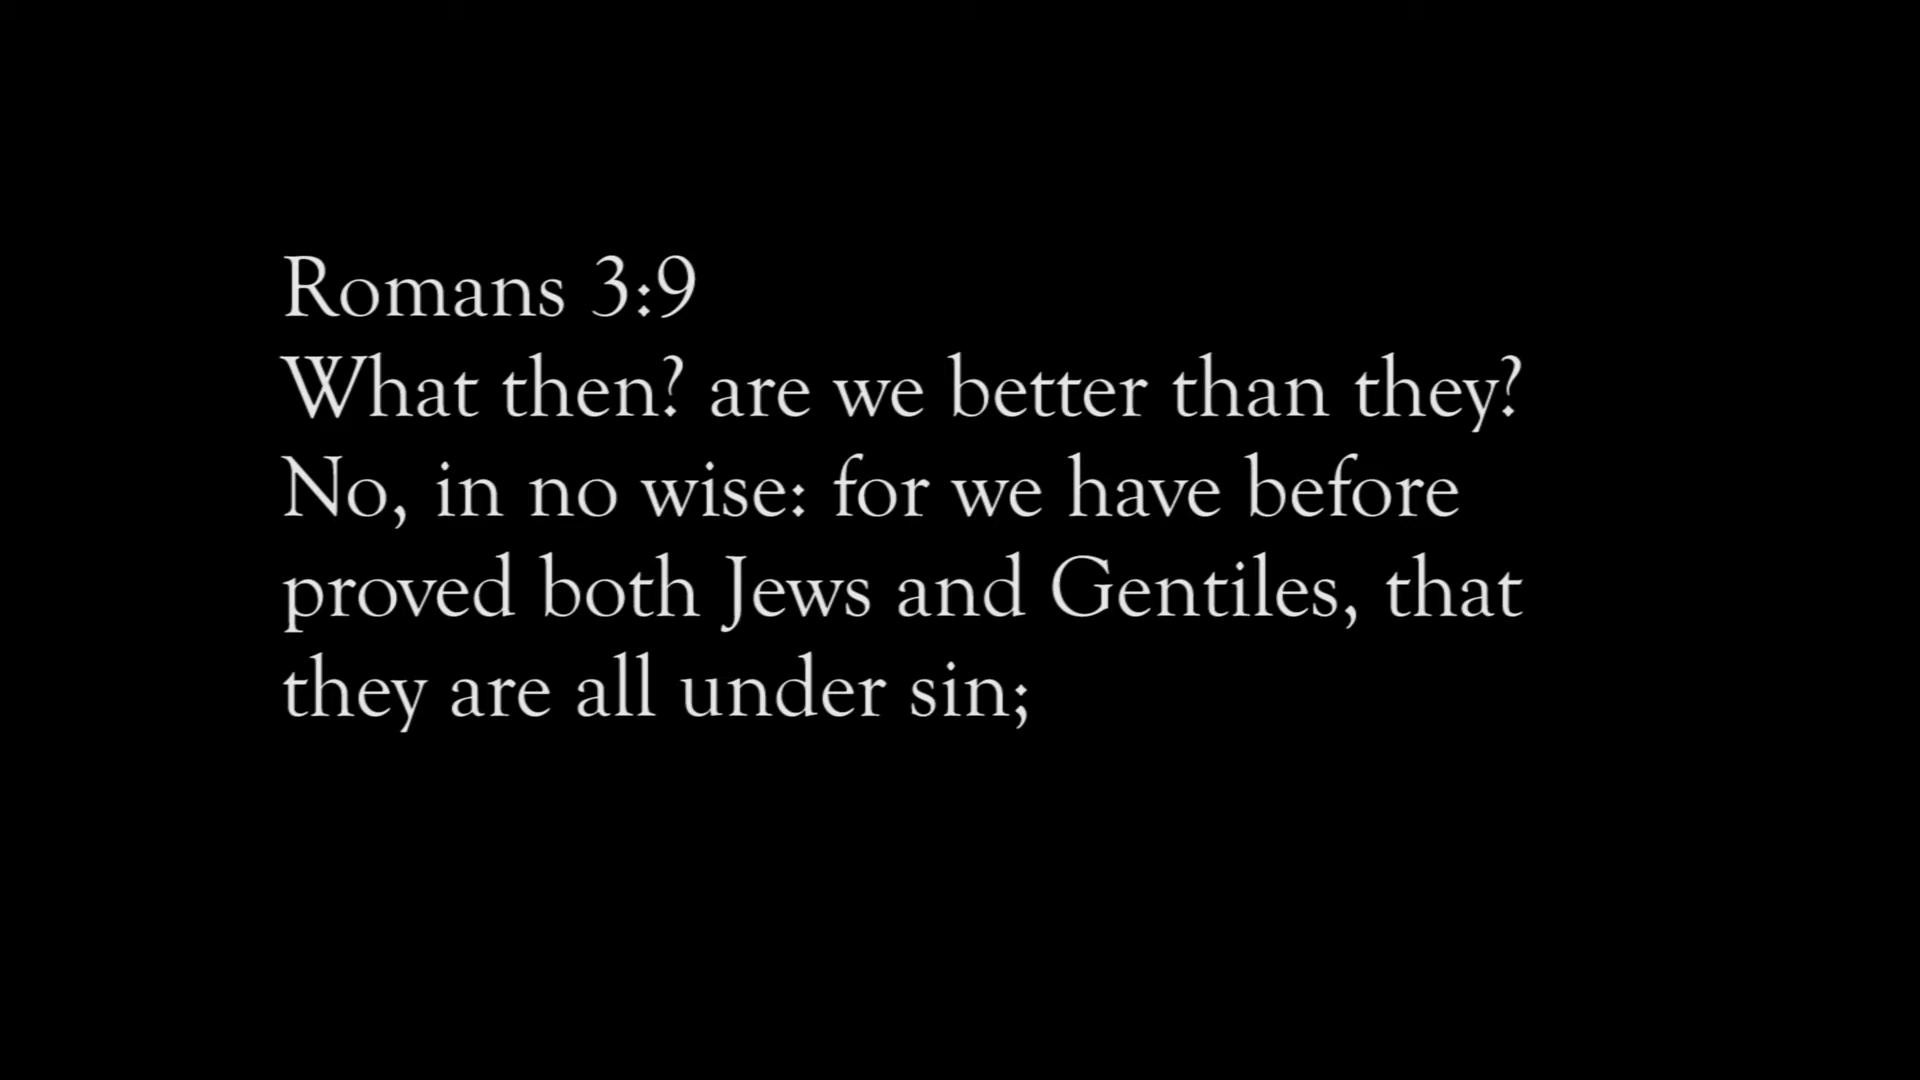 Romans 3:9
What then? are we better than they?
No, in no wise: for we have before
proved both Jews and Gentiles, that
they are all under sin;